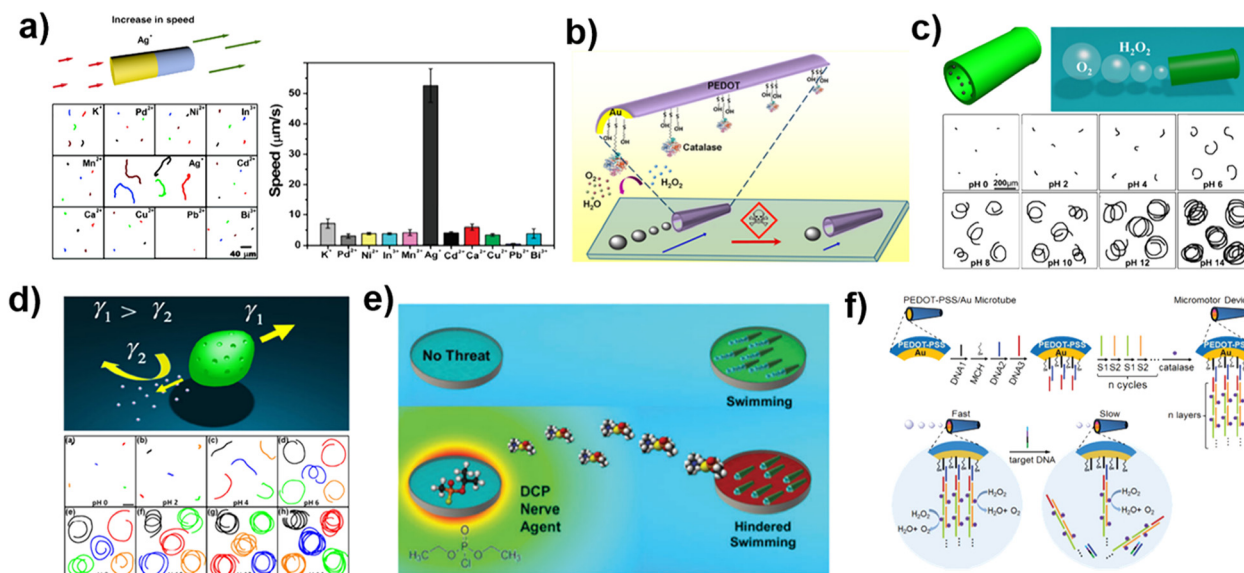 a)
Increase in speed
Ag⁺
K⁺
Pd²⁺
Ni²⁺
In³⁺
Mn²⁺
Ag⁺
Cd²⁺
Ca²⁺
Cu²⁺
Pb²⁺
Bi³⁺
40 µm
Speed (µm/s)
50
40
30
20
10
0
K⁺ Pd²⁺ Ni²⁺ In³⁺ Mn²⁺ Ag⁺ Cd²⁺ Ca²⁺ Cu²⁺ Pb²⁺ Bi³⁺
b)
PEDOT
Au
S S S
OH
Catalase
O₂
H₂O
H₂O₂
c)
H₂O₂
O₂
pH 0
200µm
pH 2
pH 4
pH 6
pH 8
pH 10
pH 12
pH 14
d)
γ₁ > γ₂
γ₁
γ₂
(a)
(b)
(c)
(d)
pH 0
pH 2
pH 4
pH 6
(e)
(f)
(g)
(h)
e)
No Threat
Swimming
DCP
Nerve
Agent
H₃C O P O CH₃
O
Cl
Hindered
Swimming
f)
PEDOT-PSS/Au Microtube
Micromotor Devi
PEDOT-PSS
Au
DNA1
MCH
DNA2
DNA3
PEDOT-PSS
Au
S1 S2 S1 S2
n cycles
catalase
PEDOT-PS
Au
n layers
Fast
target DNA
Slow
H₂O₂
H₂O+ O₂
H₂O₂
H₂O+ O₂
H₂O₂
H₂O+ O₂